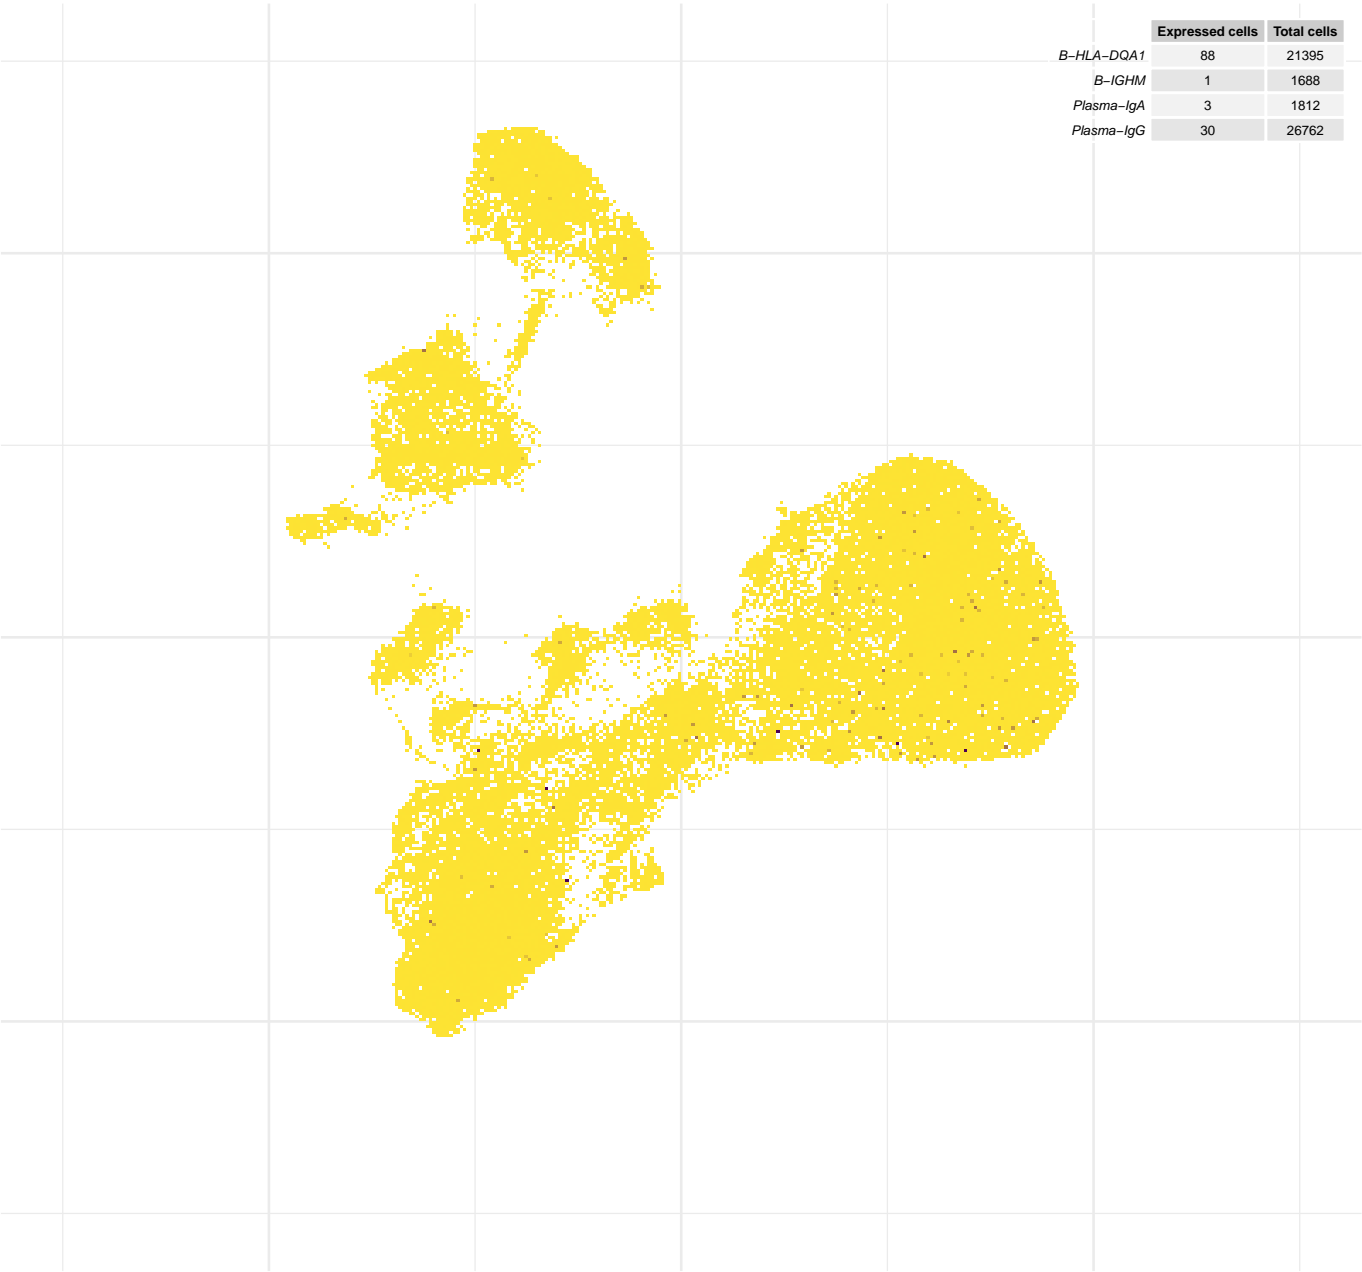 Expressed cells Total cells
B−HLA−DQA1 88 21395
B−IGHM 1 1688
Plasma−IgA 3 1812
Plasma−IgG 30 26762